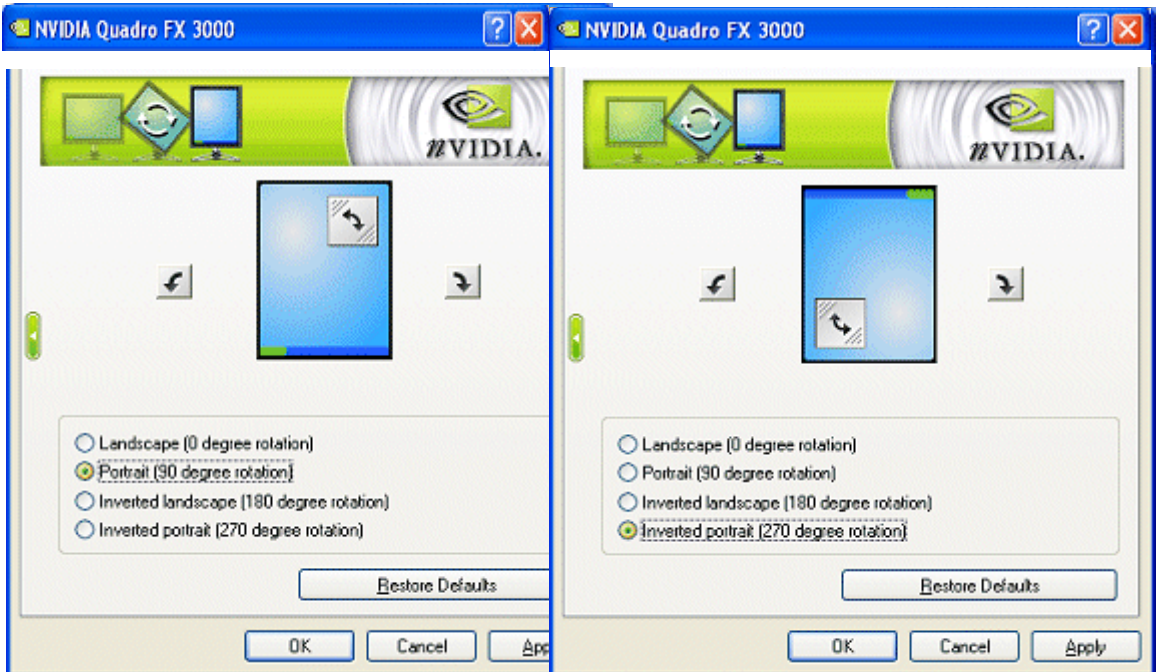 NVIDIA Quadro FX 3000
nVIDIA.
Landscape (0 degree rotation)
Portrait (90 degree rotation)
Inverted landscape (180 degree rotation)
Inverted portrait (270 degree rotation)
Restore Defaults
OK Cancel App
NVIDIA Quadro FX 3000
nVIDIA.
Landscape (0 degree rotation)
Portrait (90 degree rotation)
Inverted landscape (180 degree rotation)
Inverted portrait (270 degree rotation)
Restore Defaults
OK Cancel Apply